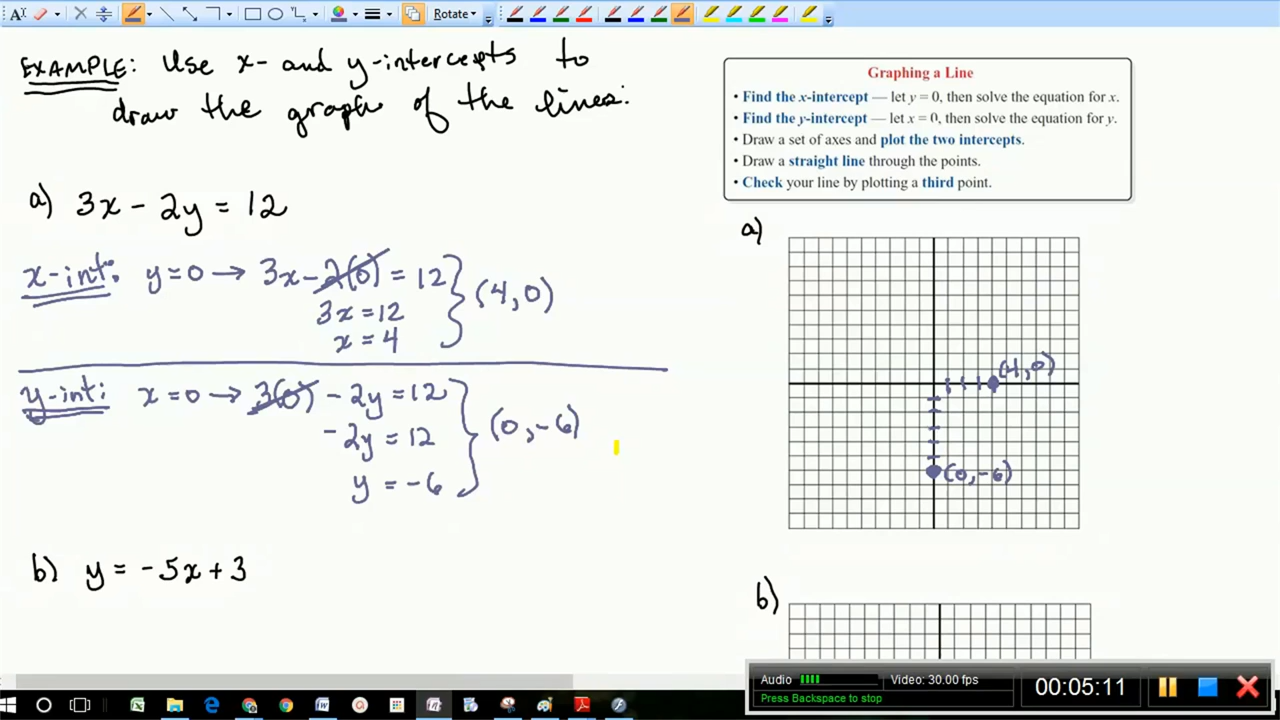 Rotate
EXAMPLE: Use x- and y-intercepts to
draw the graph of the lines:
Graphing a Line
• Find the x-intercept — let y = 0, then solve the equation for x.
• Find the y-intercept — let x = 0, then solve the equation for y.
• Draw a set of axes and plot the two intercepts.
• Draw a straight line through the points.
• Check your line by plotting a third point.
a) 3x - 2y = 12
x-int: y = 0 → 3x - 2(0) = 12
3x = 12
x = 4
(4, 0)
y-int: x = 0 → 3(0) - 2y = 12
-2y = 12
y = -6
(0, -6)
b) y = -5x + 3
a)
(4, 0)
(0, -6)
b)
Audio
Video: 30.00 fps
Press Backspace to stop
00:05:11